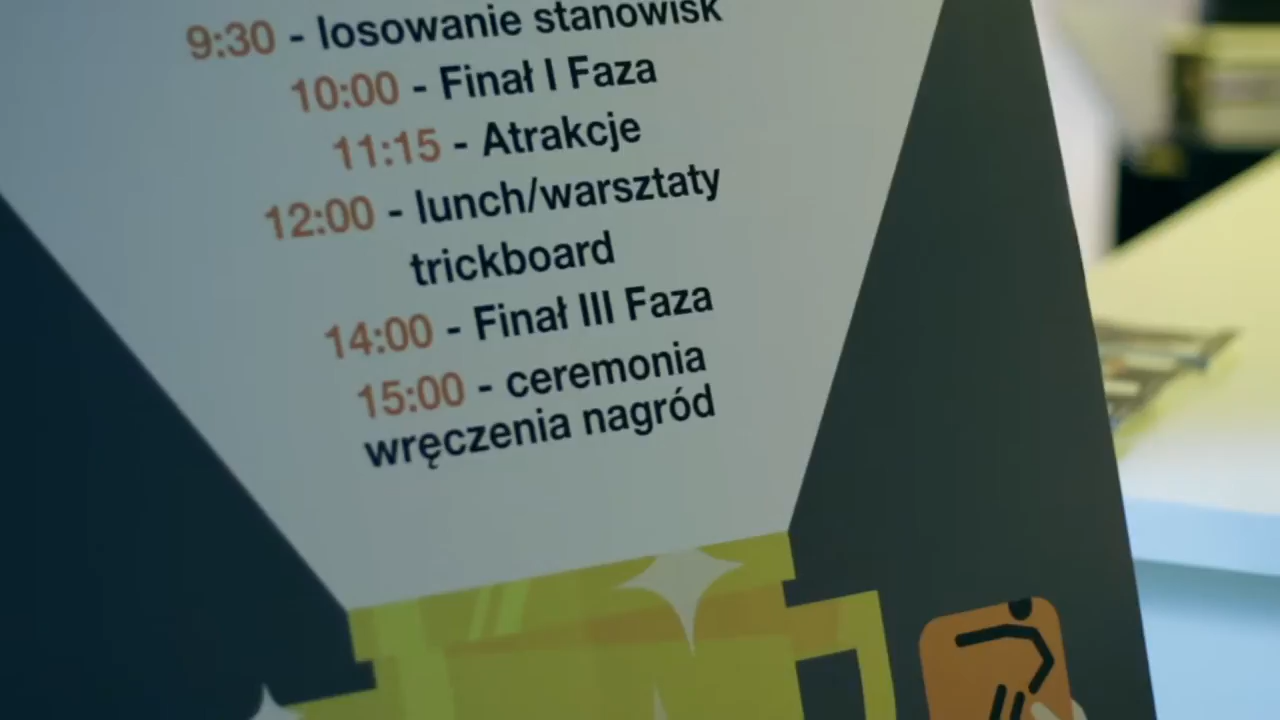 9:30 - losowanie stanowisk
10:00 - Finał I Faza
11:15 - Atrakcje
12:00 - lunch/warsztaty
trickboard
14:00 - Finał III Faza
15:00 - ceremonia
wręczenia nagród